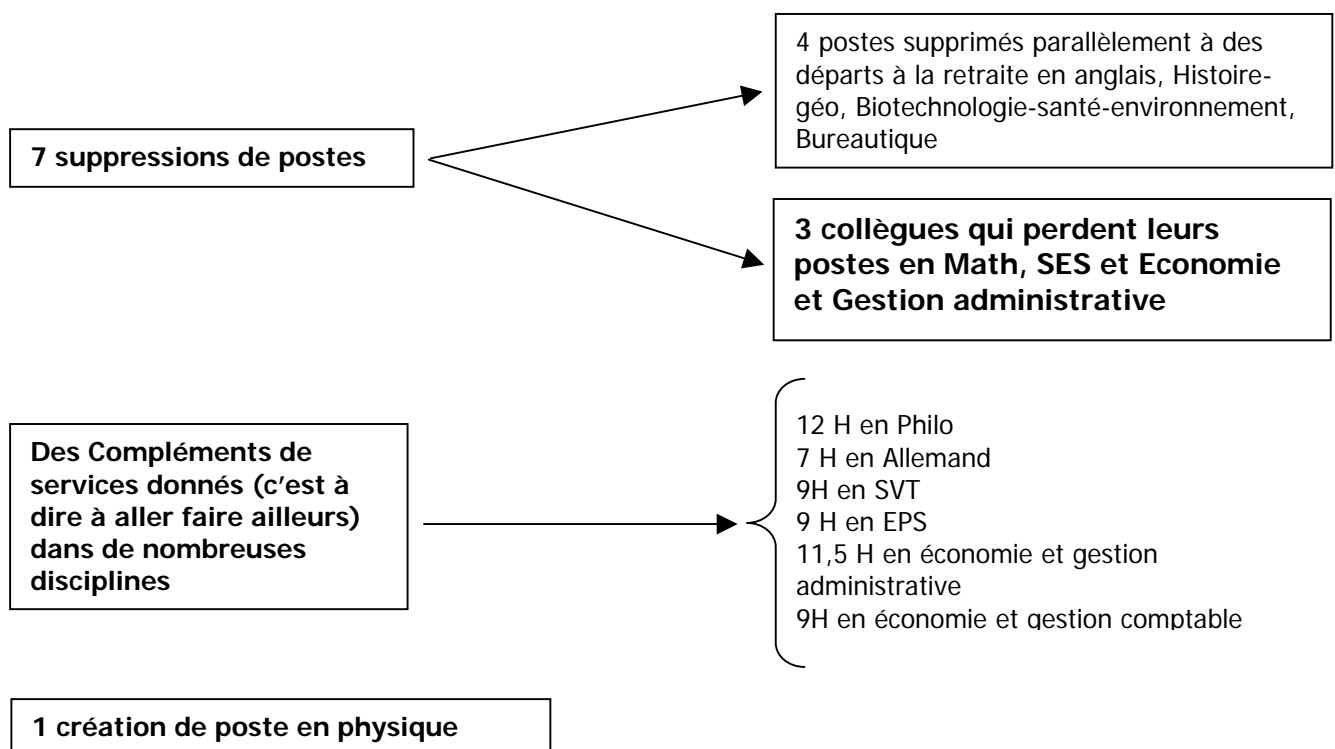 4 postes supprimés parallèlement à des
départs à la retraite en anglais, Histoire-
géo, Biotechnologie-santé-environnement,
Bureautique
7 suppressions de postes
3 collègues qui perdent leurs
postes en Math, SES et Economie
et Gestion administrative
Des Compléments de
services donnés (c'est à
dire à aller faire ailleurs)
dans de nombreuses
disciplines
12 H en Philo
7 H en Allemand
9H en SVT
9 H en EPS
11,5 H en économie et gestion
administrative
9H en économie et gestion comptable
1 création de poste en physique